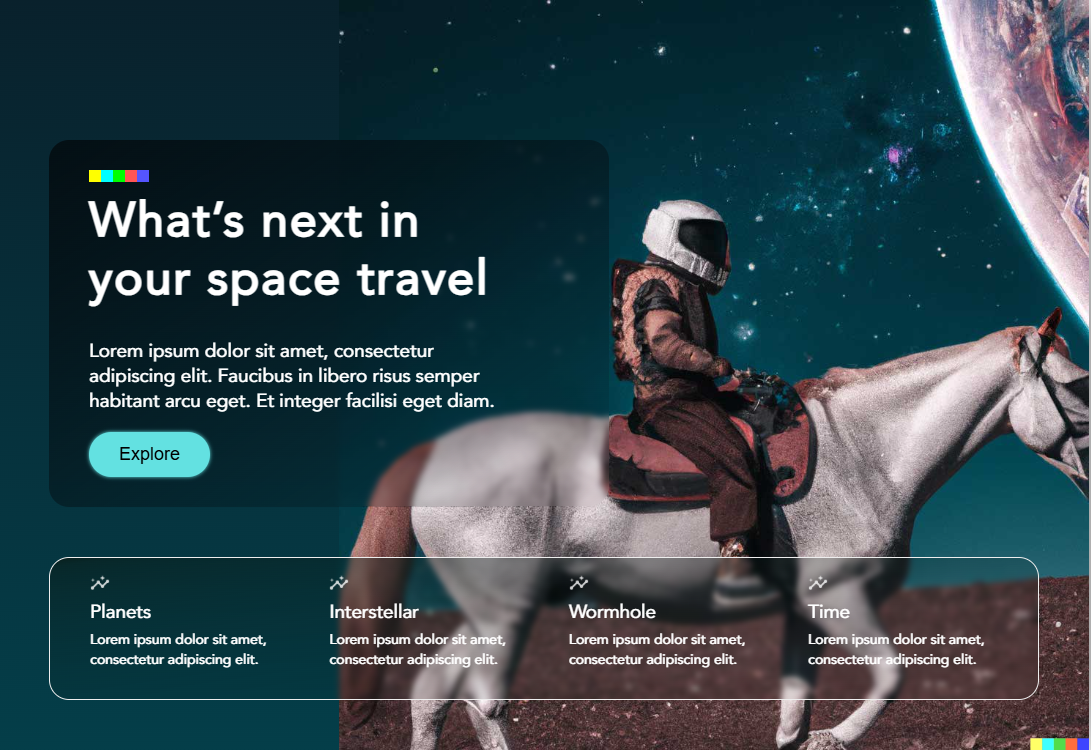 What’s next in
your space travel
Lorem ipsum dolor sit amet, consectetur
adipiscing elit. Faucibus in libero risus semper
habitant arcu eget. Et integer facilisi eget diam.
Explore
Planets
Lorem ipsum dolor sit amet,
consectetur adipiscing elit.
Interstellar
Lorem ipsum dolor sit amet,
consectetur adipiscing elit.
Wormhole
Lorem ipsum dolor sit amet,
consectetur adipiscing elit.
Time
Lorem ipsum dolor sit amet,
consectetur adipiscing elit.